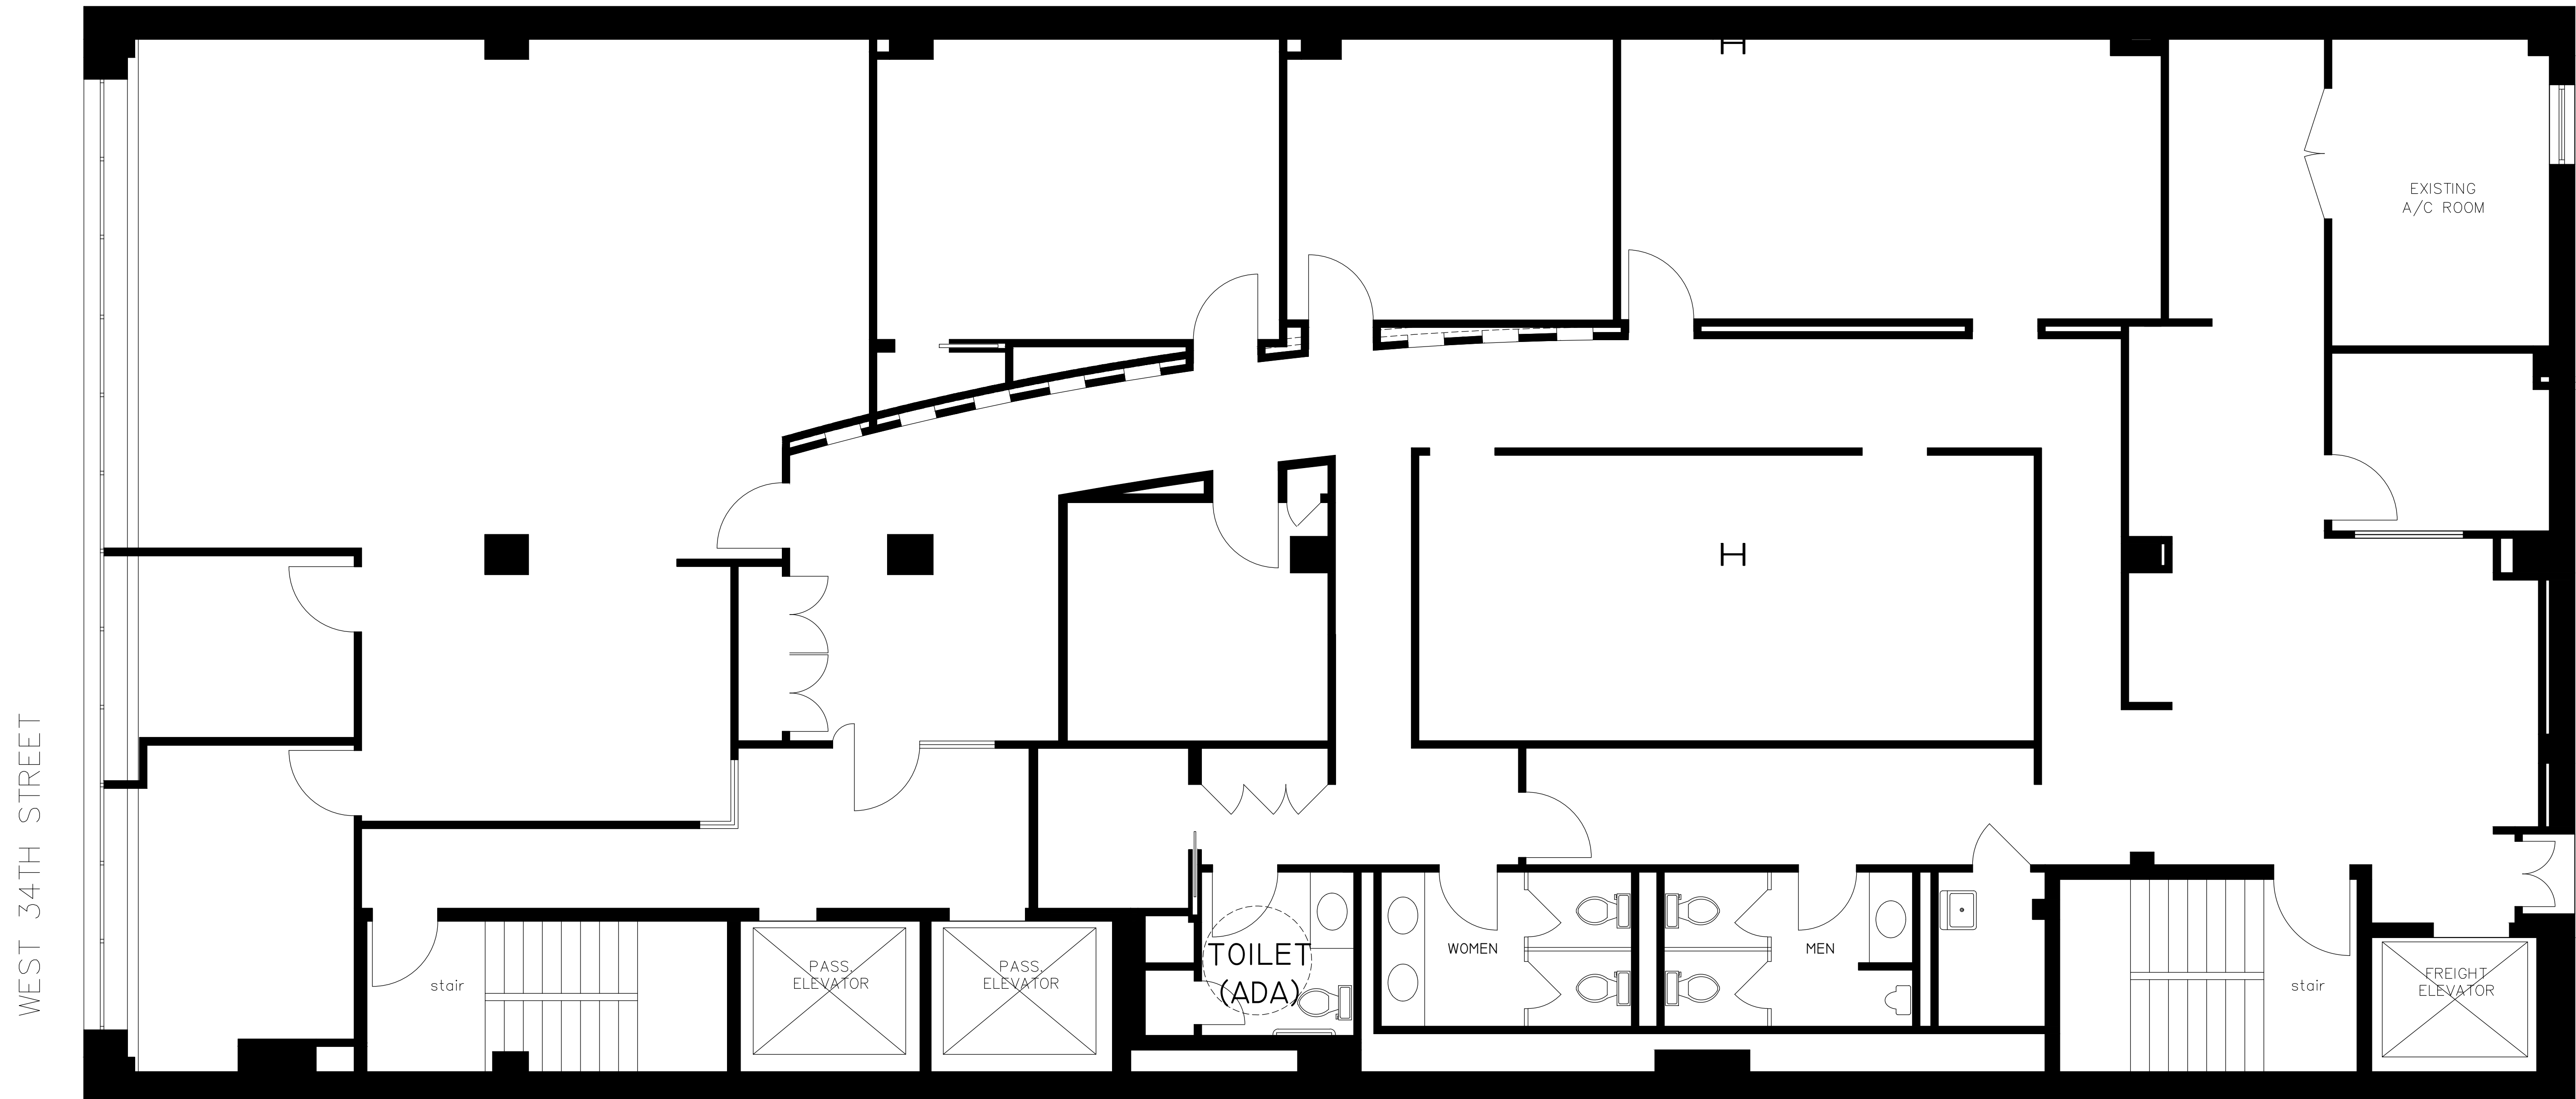 EXISTING
A/C ROOM
WEST 34TH STREET
WOMEN
MEN
TOILET
(ADA)
PASS.
ELEVATOR
PASS.
ELEVATOR
stair
stair
FREIGHT
ELEVATOR